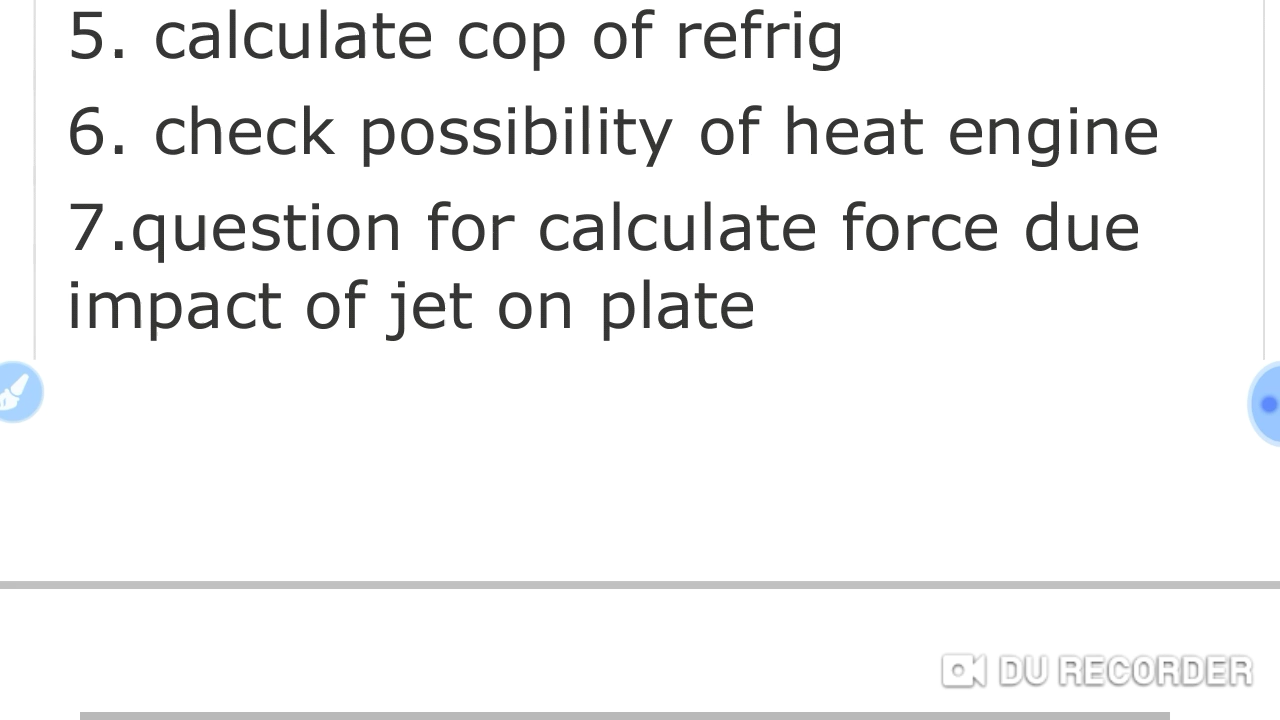 5. calculate cop of refrig
6. check possibility of heat engine
7.question for calculate force due
impact of jet on plate
DU RECORDER